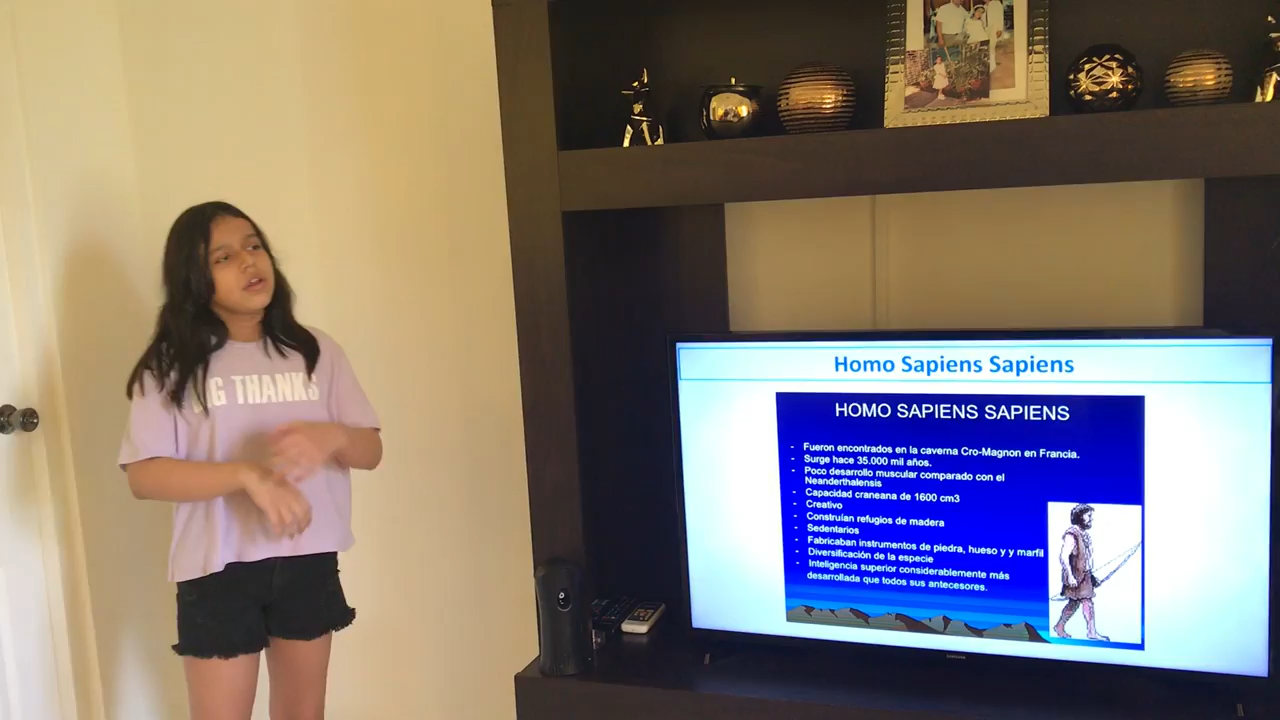 Homo Sapiens Sapiens
HOMO SAPIENS SAPIENS
- Fueron encontrados en la caverna Cro-Magnon en Francia.
- Surge hace 35.000 mil años.
- Poco desarrollo muscular comparado con el
Neanderthalensis
- Capacidad craneana de 1600 cm3
- Creativo
- Construían refugios de madera
- Sedentarios
- Fabricaban instrumentos de piedra, hueso y y marfil
- Diversificación de la especie
- Inteligencia superior considerablemente más
desarrollada que todos sus antecesores.
THANKS
SAMSUNG